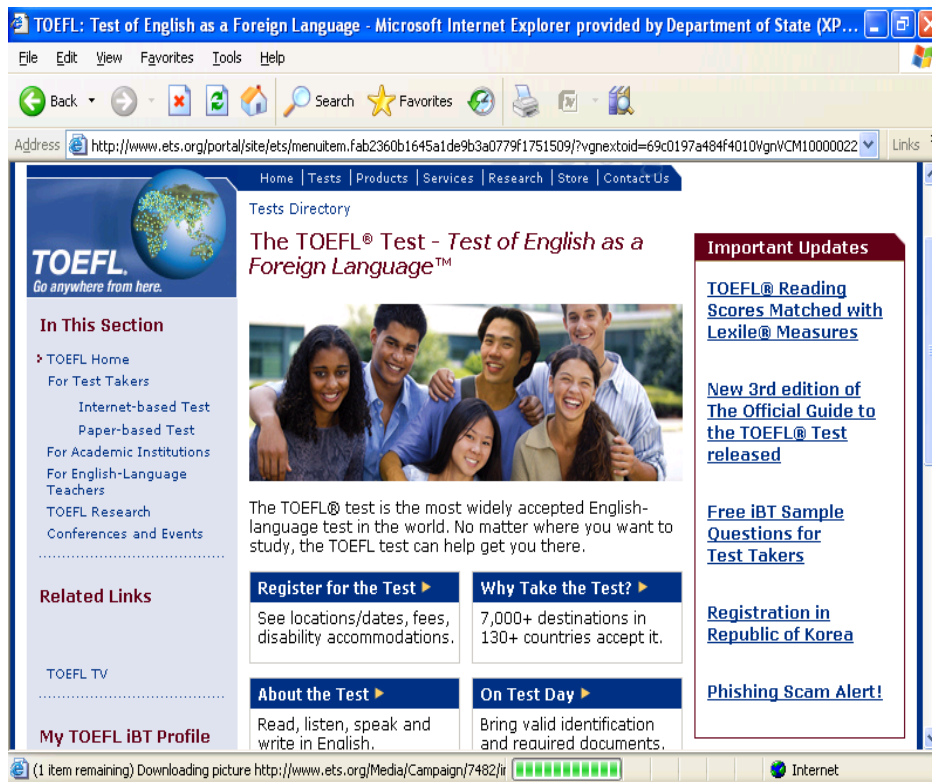 TOEFL: Test of English as a Foreign Language - Microsoft Internet Explorer provided by Department of State (XP...
File Edit View Favorites Tools Help
Back Search Favorites
Address http://www.ets.org/portal/site/ets/menuitem.fab2360b1645a1de9b3a0779f1751509/?vgnextoid=69c0197a484f4010VgnVCM10000022 Links
Home | Tests | Products | Services | Research | Store | Contact Us
Tests Directory
TOEFL.
Go anywhere from here.
In This Section
TOEFL Home
For Test Takers
Internet-based Test
Paper-based Test
For Academic Institutions
For English-Language
Teachers
TOEFL Research
Conferences and Events
Related Links
TOEFL TV
My TOEFL iBT Profile
The TOEFL® Test - Test of English as a
Foreign Language™
The TOEFL® test is the most widely accepted English-
language test in the world. No matter where you want to
study, the TOEFL test can help get you there.
Register for the Test
See locations/dates, fees,
disability accommodations.
Why Take the Test?
7,000+ destinations in
130+ countries accept it.
About the Test
Read, listen, speak and
write in English.
On Test Day
Bring valid identification
and required documents.
Important Updates
TOEFL® Reading
Scores Matched with
Lexile® Measures
New 3rd edition of
The Official Guide to
the TOEFL® Test
released
Free iBT Sample
Questions for
Test Takers
Registration in
Republic of Korea
Phishing Scam Alert!
(1 item remaining) Downloading picture http://www.ets.org/Media/Campaign/7482/ Internet